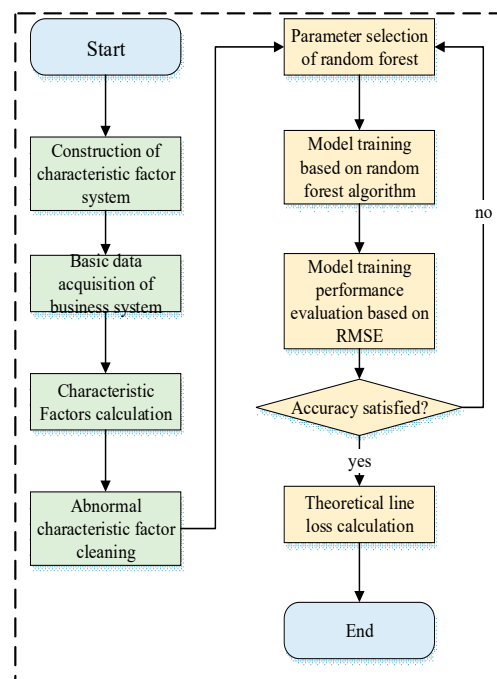 Start
Construction of
characteristic factor
system
Basic data
acquisition of
business system
Characteristic
Factors calculation
Abnormal
characteristic factor
cleaning
Parameter selection
of random forest
Model training
based on random
forest algorithm
no
Model training
performance
evaluation based on
RMSE
Accuracy satisfied?
yes
Theoretical line
loss calculation
End